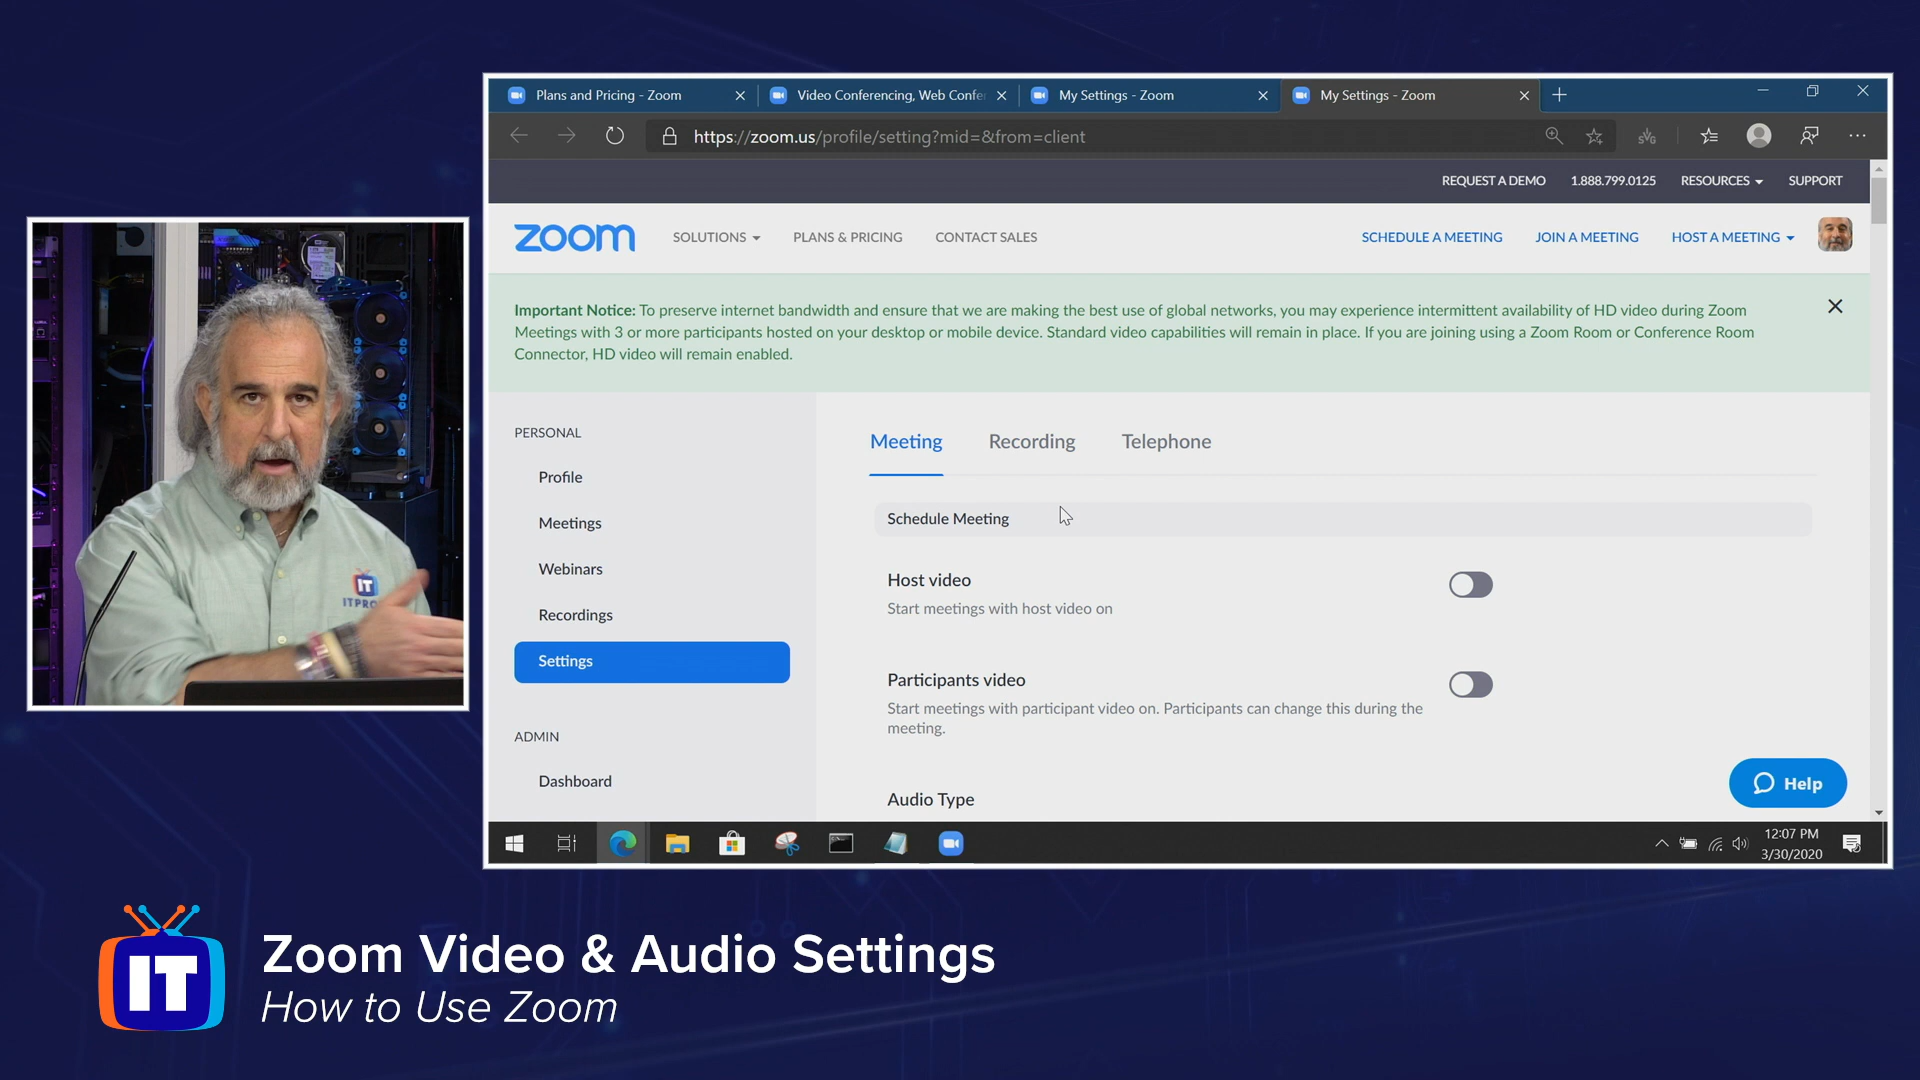 Plans and Pricing - Zoom
Video Conferencing, Web Confe
My Settings - Zoom
My Settings - Zoom
https://zoom.us/profile/setting?mid=&from=client
REQUEST A DEMO 1.888.799.0125 RESOURCES SUPPORT
zoom SOLUTIONS PLANS & PRICING CONTACT SALES SCHEDULE A MEETING JOIN A MEETING HOST A MEETING
Important Notice: To preserve internet bandwidth and ensure that we are making the best use of global networks, you may experience intermittent availability of HD video during Zoom
Meetings with 3 or more participants hosted on your desktop or mobile device. Standard video capabilities will remain in place. If you are joining using a Zoom Room or Conference Room
Connector, HD video will remain enabled.
PERSONAL
Profile
Meetings
Webinars
Recordings
Settings
ADMIN
Dashboard
Meeting Recording Telephone
Schedule Meeting
Host video
Start meetings with host video on
Participants video
Start meetings with participant video on. Participants can change this during the
meeting.
Audio Type
Help
12:07 PM
3/30/2020
IT
ITPRO
IT
Zoom Video & Audio Settings
How to Use Zoom